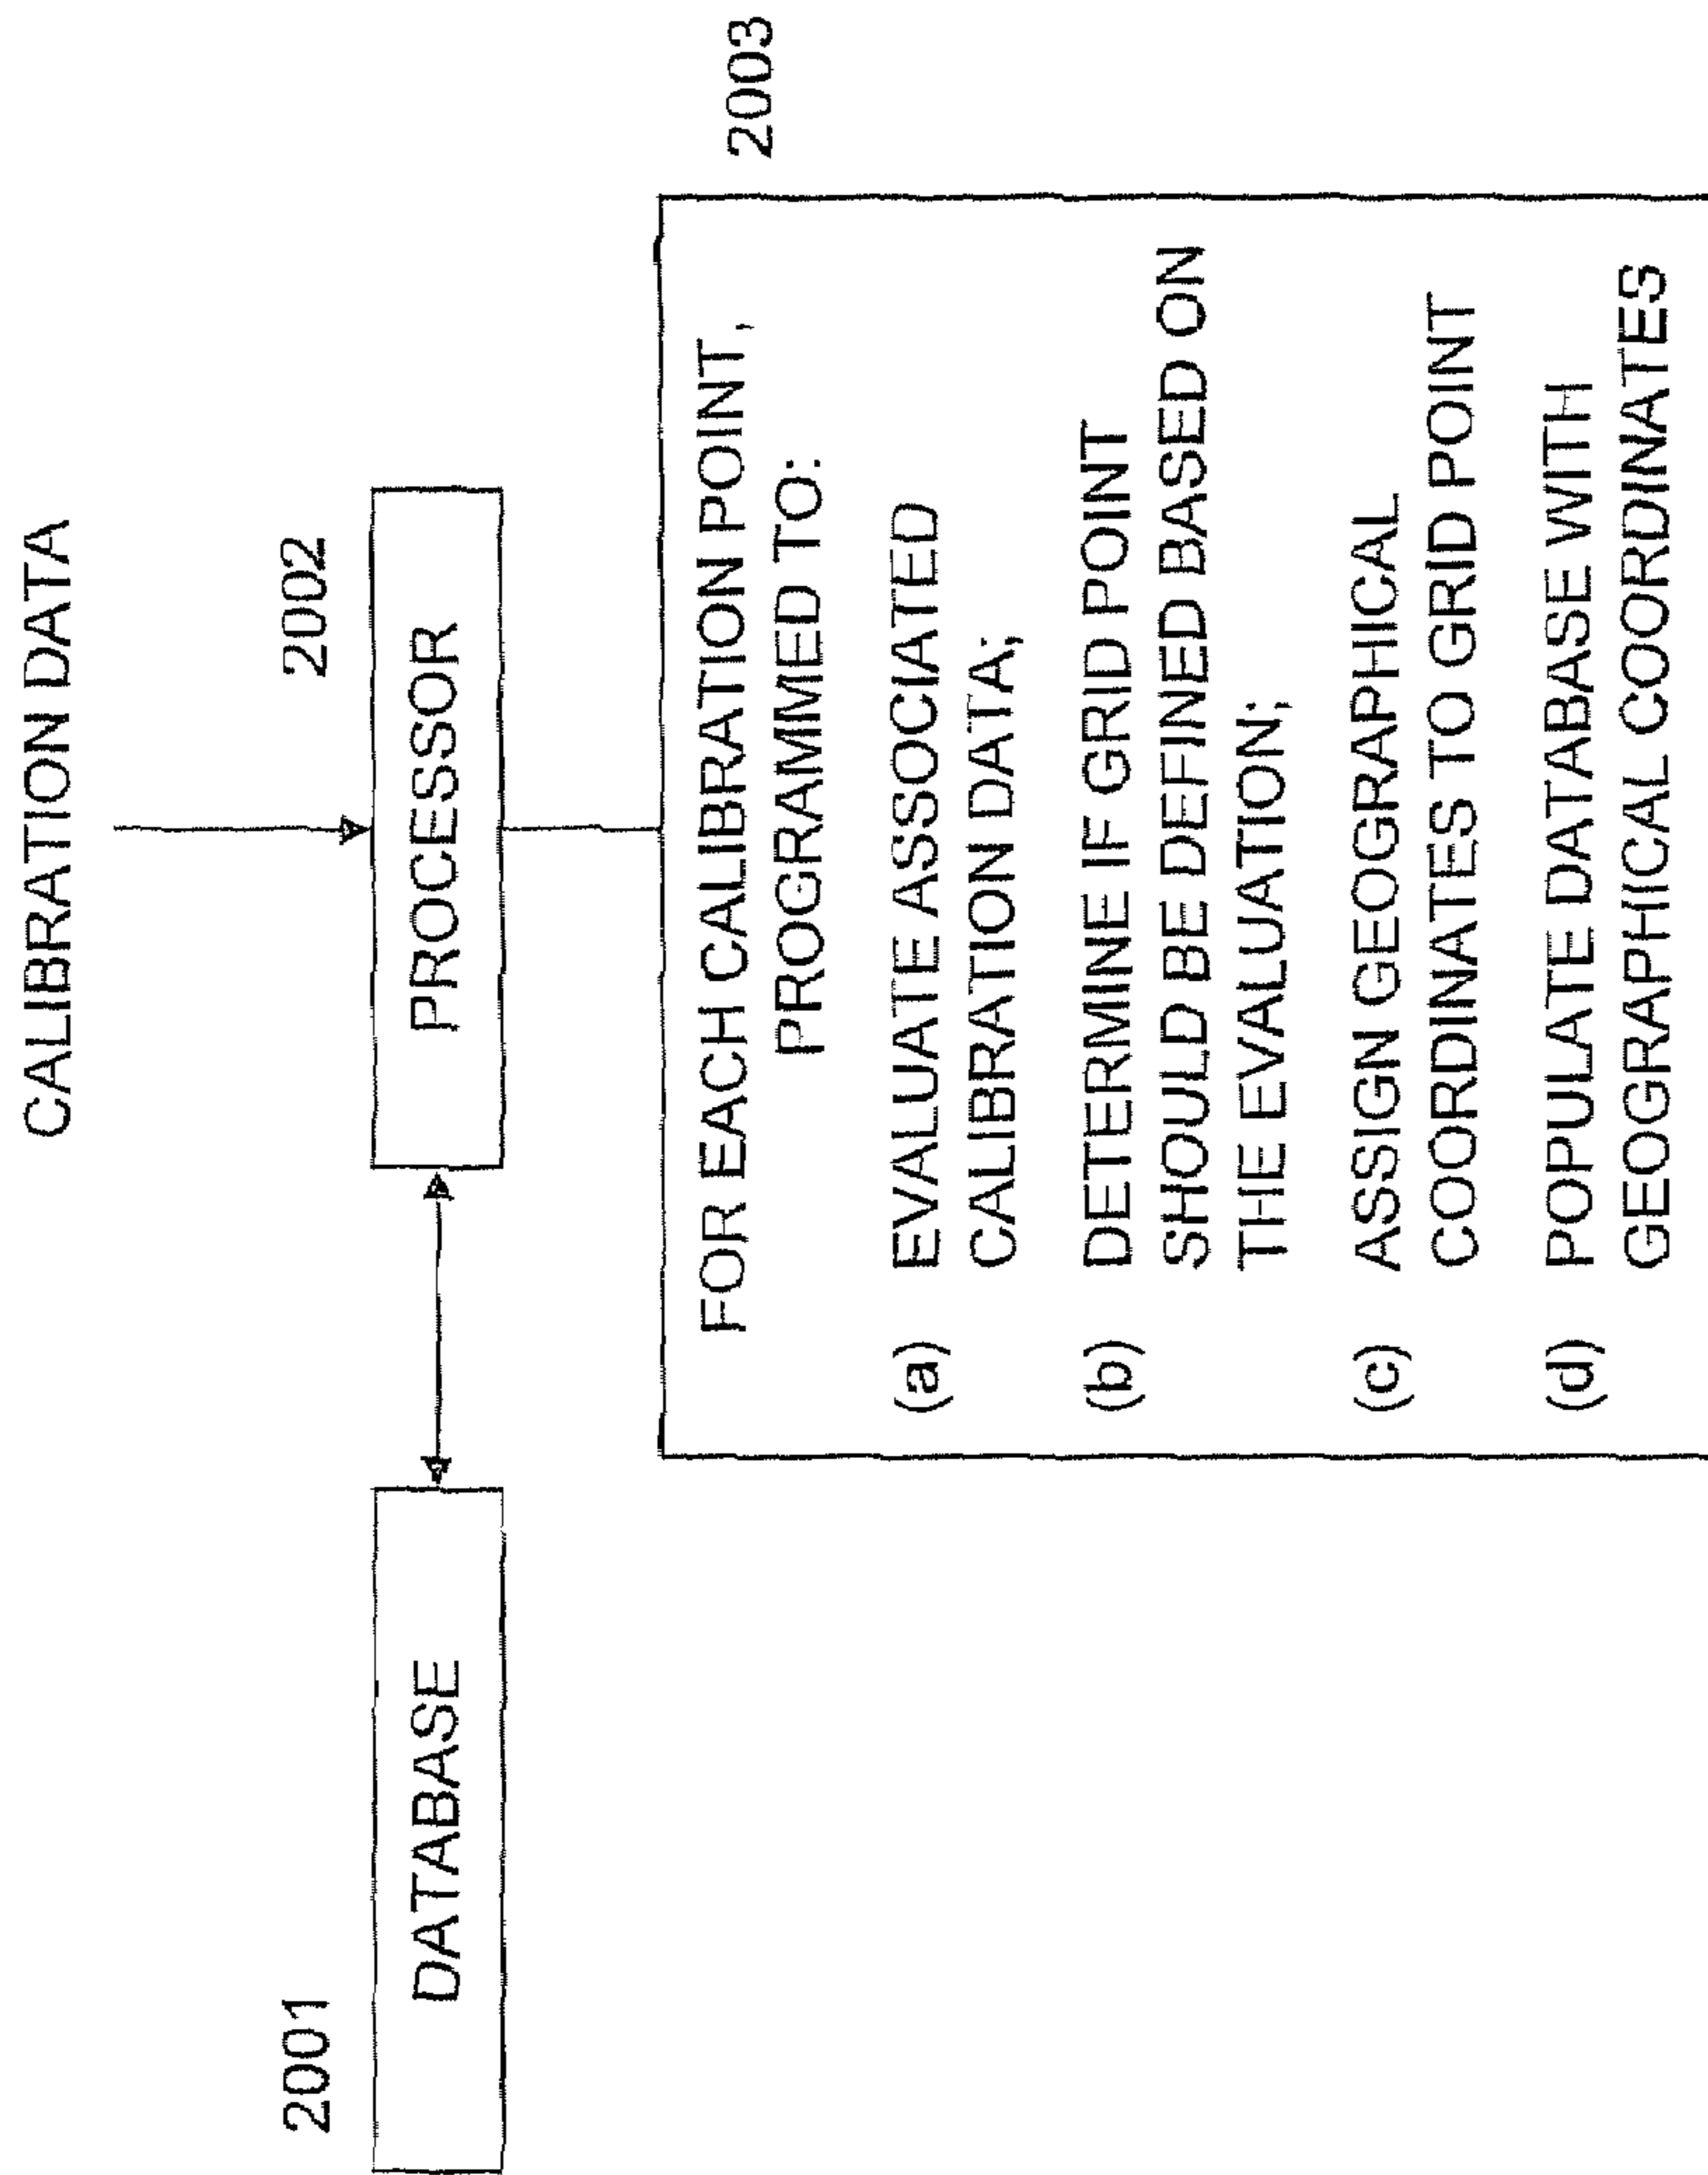 CALIBRATION DATA
2001
2002
DATABASE
PROCESSOR
2003
FOR EACH CALIBRATION POINT,
PROGRAMMED TO:
(a) EVALUATE ASSOCIATED
CALIBRATION DATA;
(b) DETERMINE IF GRID POINT
SHOULD BE DEFINED BASED ON
THE EVALUATION;
(c) ASSIGN GEOGRAPHICAL
COORDINATES TO GRID POINT
(d) POPULATE DATABASE WITH
GEOGRAPHICAL COORDINATES